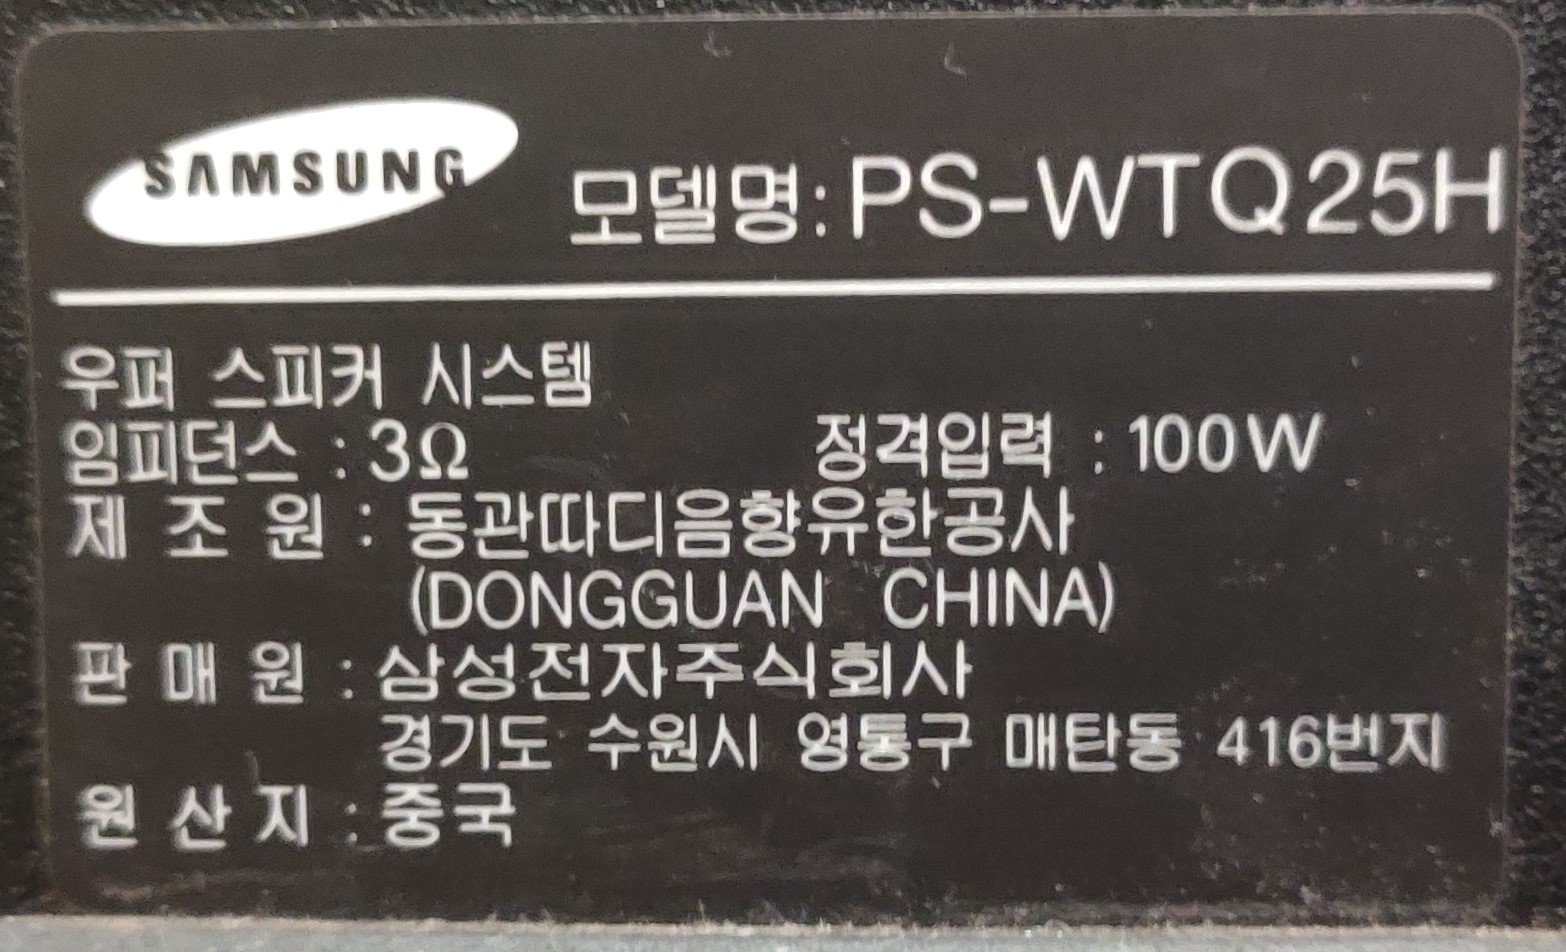 SAMSUNG 모델명:PS-WTQ25H
우퍼 스피커 시스템
임피던스 : 3Ω 정격입력 : 100W
제 조 원 : 동관따디음향유한공사
(DONGGUAN CHINA)
판 매 원 : 삼성전자주식회사
경기도 수원시 영통구 매탄동 416번지
원 산 지 : 중국